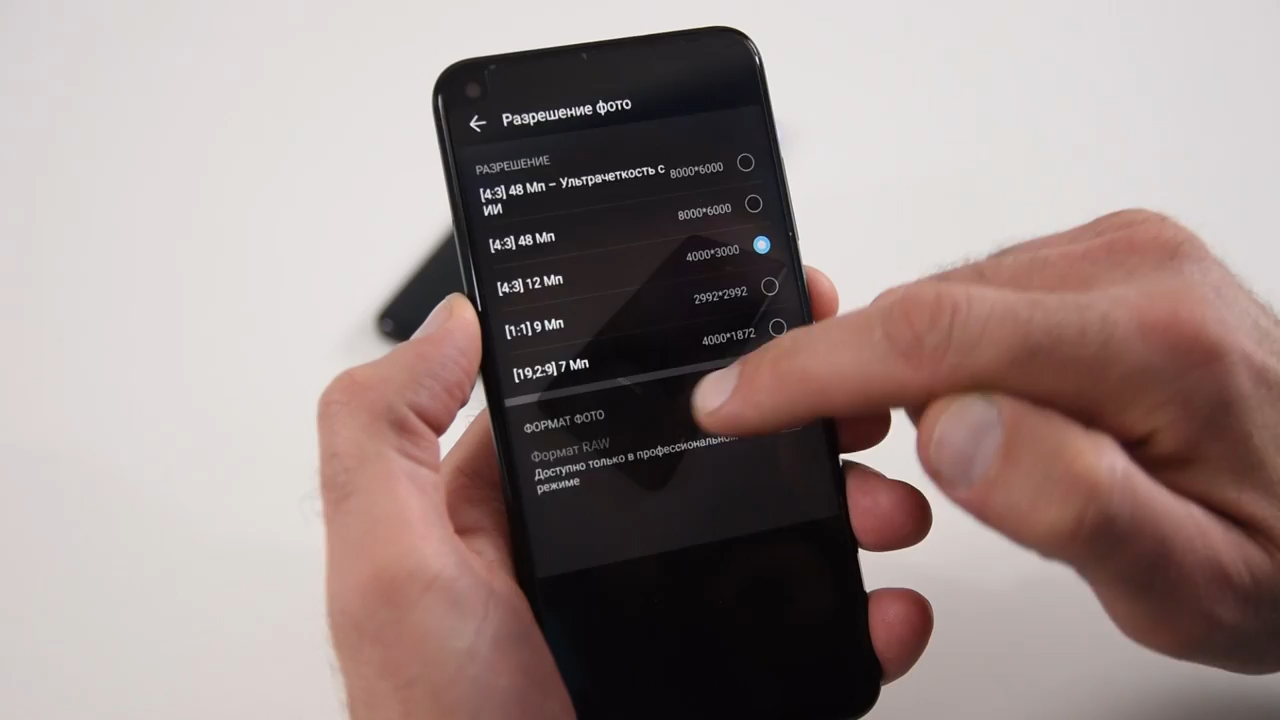 Разрешение фото
РАЗРЕШЕНИЕ
[4:3] 48 Мп – Ультрачеткость с ИИ 8000*6000
[4:3] 48 Мп 8000*6000
[4:3] 12 Мп 4000*3000
[1:1] 9 Мп 2992*2992
[19,2:9] 7 Мп 4000*1872
ФОРМАТ ФОТО
Формат RAW
Доступно только в профессиональном
режиме